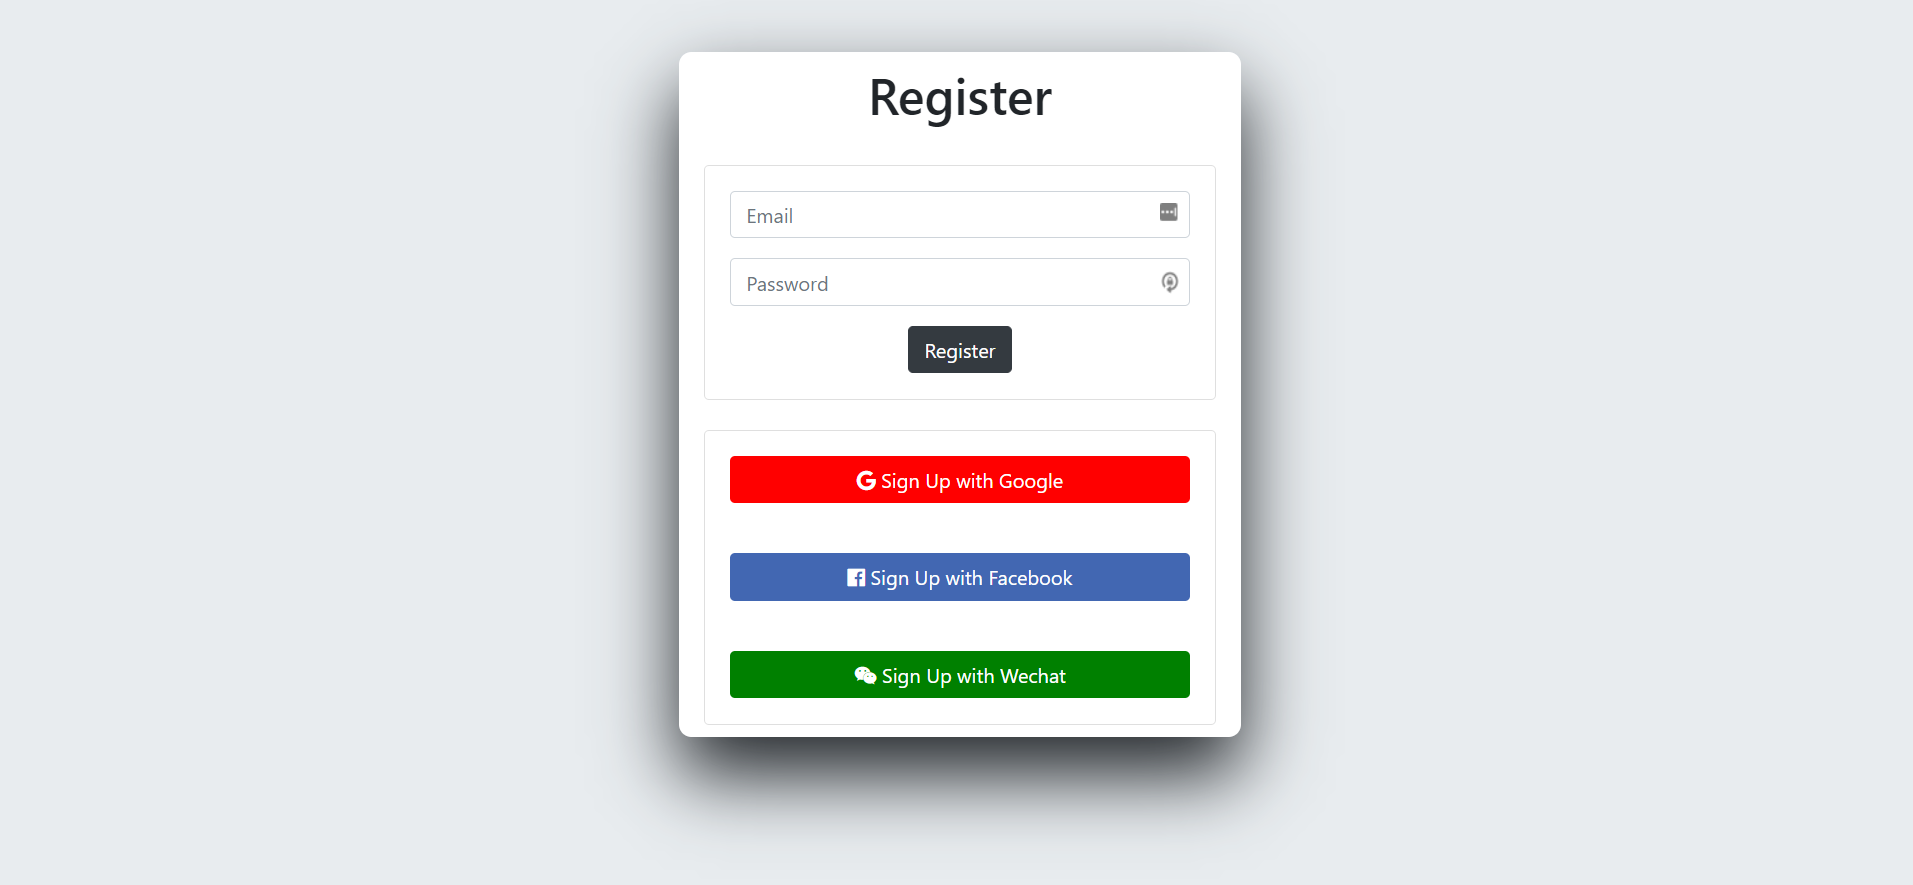 Register
Email
Password
Register
Sign Up with Google
Sign Up with Facebook
Sign Up with Wechat